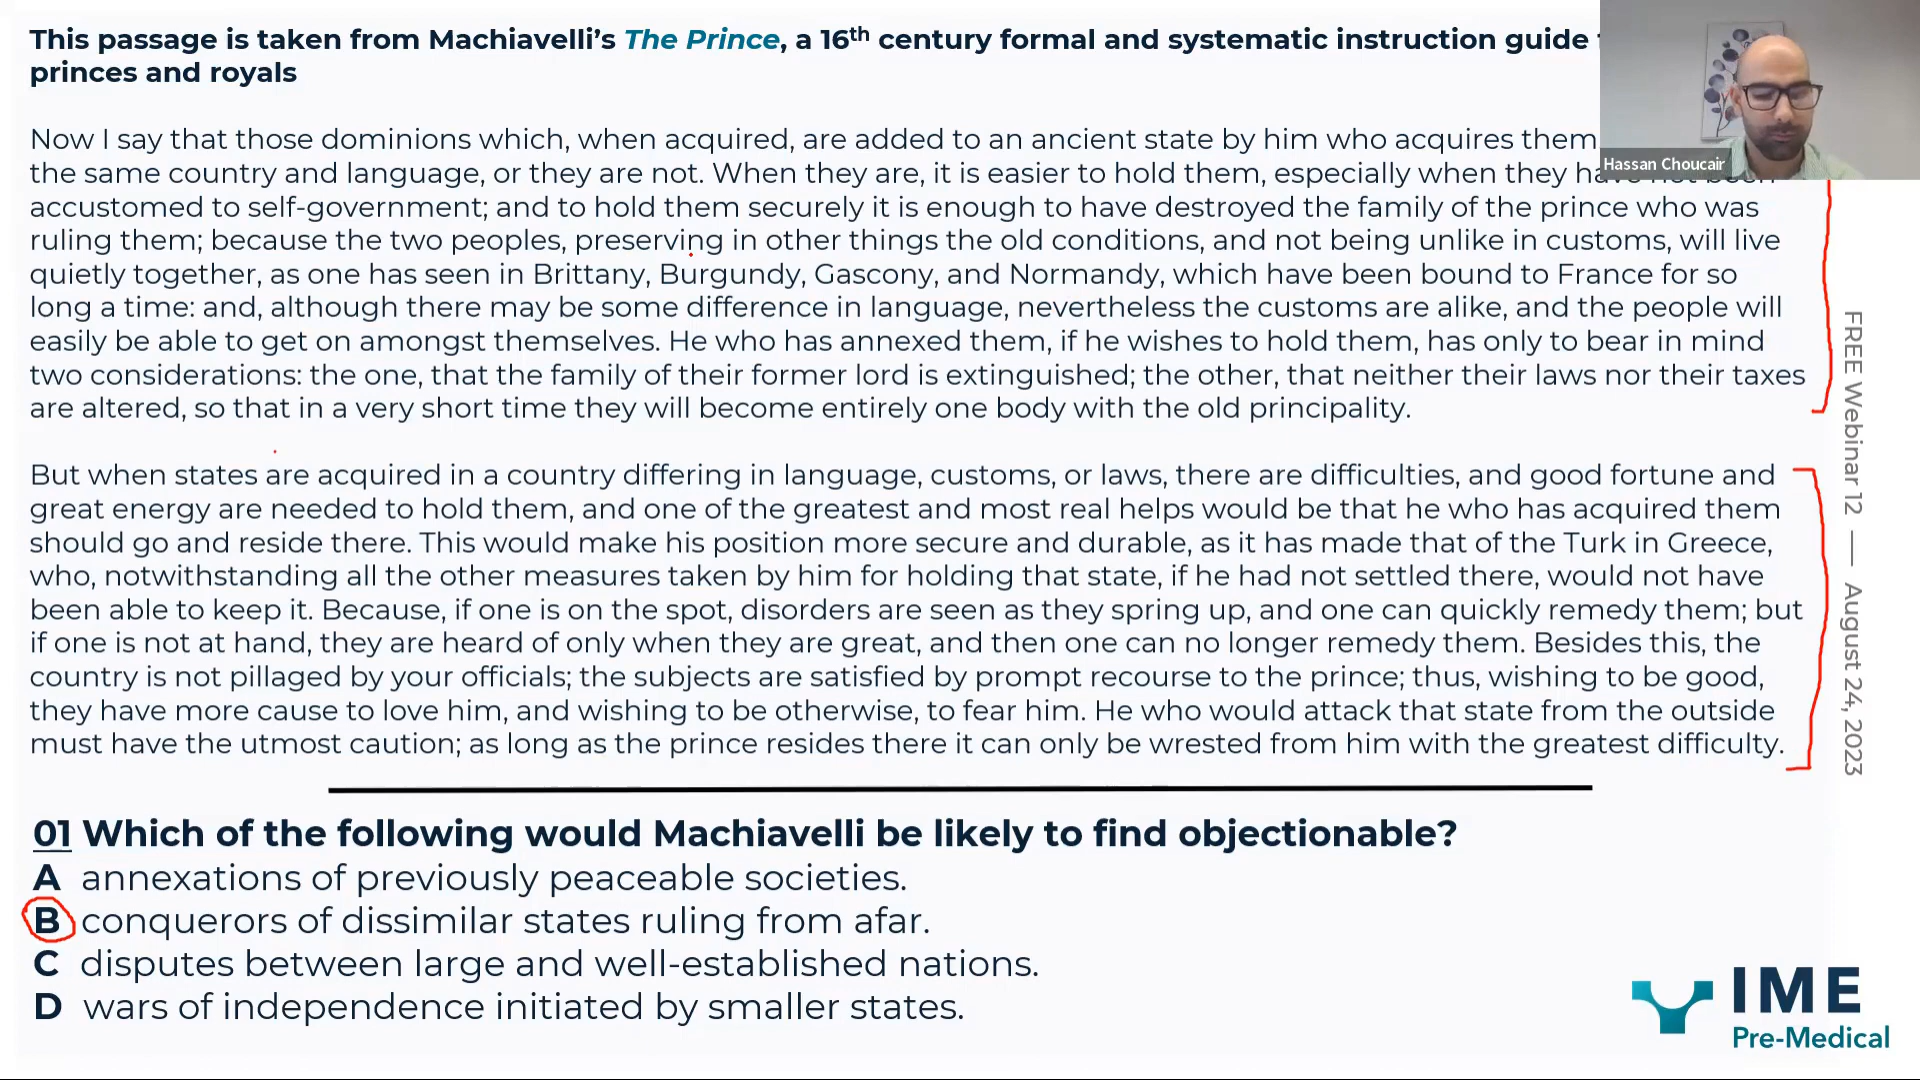 This passage is taken from Machiavelli's The Prince, a 16th century formal and systematic instruction guide
princes and royals
Now I say that those dominions which, when acquired, are added to an ancient state by him who acquires them
the same country and language, or they are not. When they are, it is easier to hold them, especially when they have not been
accustomed to self-government; and to hold them securely it is enough to have destroyed the family of the prince who was
ruling them; because the two peoples, preserving in other things the old conditions, and not being unlike in customs, will live
quietly together, as one has seen in Brittany, Burgundy, Gascony, and Normandy, which have been bound to France for so
long a time: and, although there may be some difference in language, nevertheless the customs are alike, and the people will
easily be able to get on amongst themselves. He who has annexed them, if he wishes to hold them, has only to bear in mind
two considerations: the one, that the family of their former lord is extinguished; the other, that neither their laws nor their taxes
are altered, so that in a very short time they will become entirely one body with the old principality.
But when states are acquired in a country differing in language, customs, or laws, there are difficulties, and good fortune and
great energy are needed to hold them, and one of the greatest and most real helps would be that he who has acquired them
should go and reside there. This would make his position more secure and durable, as it has made that of the Turk in Greece,
who, notwithstanding all the other measures taken by him for holding that state, if he had not settled there, would not have
been able to keep it. Because, if one is on the spot, disorders are seen as they spring up, and one can quickly remedy them; but
if one is not at hand, they are heard of only when they are great, and then one can no longer remedy them. Besides this, the
country is not pillaged by your officials; the subjects are satisfied by prompt recourse to the prince; thus, wishing to be good,
they have more cause to love him, and wishing to be otherwise, to fear him. He who would attack that state from the outside
must have the utmost caution; as long as the prince resides there it can only be wrested from him with the greatest difficulty.
01 Which of the following would Machiavelli be likely to find objectionable?
A annexations of previously peaceable societies.
B conquerors of dissimilar states ruling from afar.
C disputes between large and well-established nations.
D wars of independence initiated by smaller states.
Hassan Choucair
FREE Webinar 12 — August 24, 2023
IME
Pre-Medical